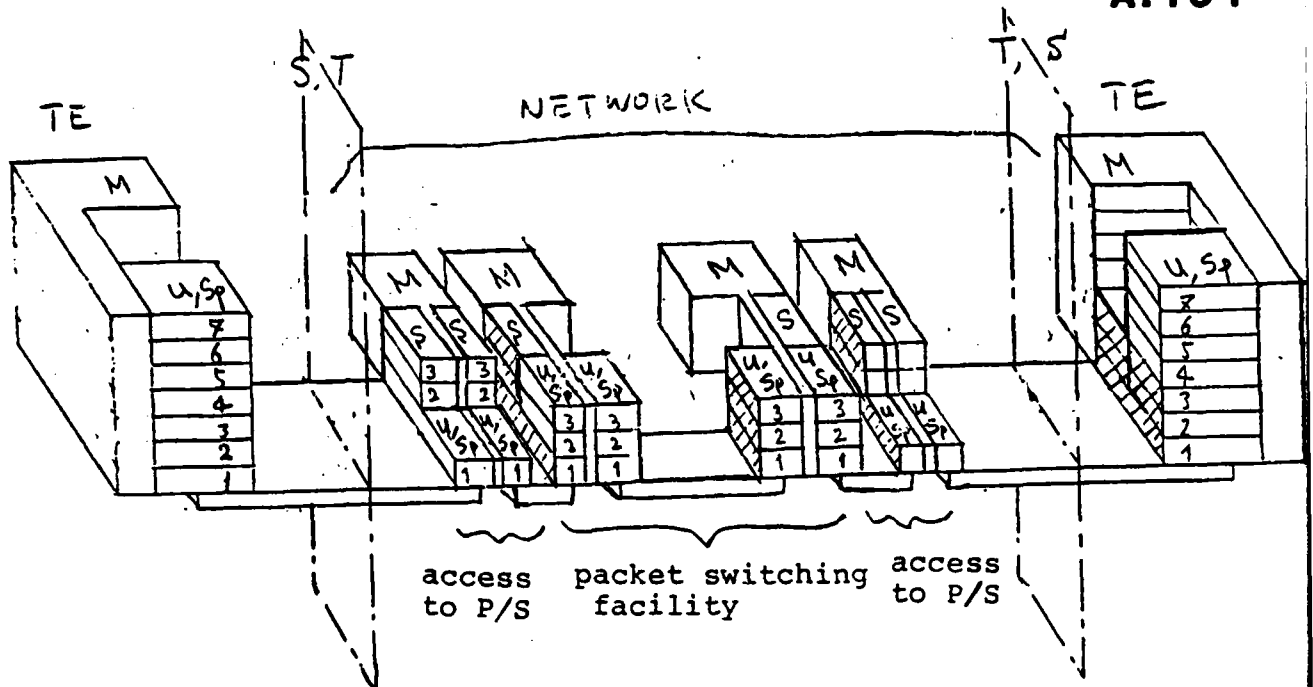 S, T
T, S
TE
NETWORK
TE
M
M
M
M
M
M
U, Sp
S
S
S
S
S
S
U, Sp
7
6
5
4
3
2
1
3
3
2
2
U, Sp
U, Sp
1
1
U, Sp
U, Sp
3
3
2
2
1
1
U, Sp
U, Sp
3
3
2
2
1
1
U
Sp
U
Sp
7
6
5
4
3
2
1
access
to P/S
packet switching
facility
access
to P/S